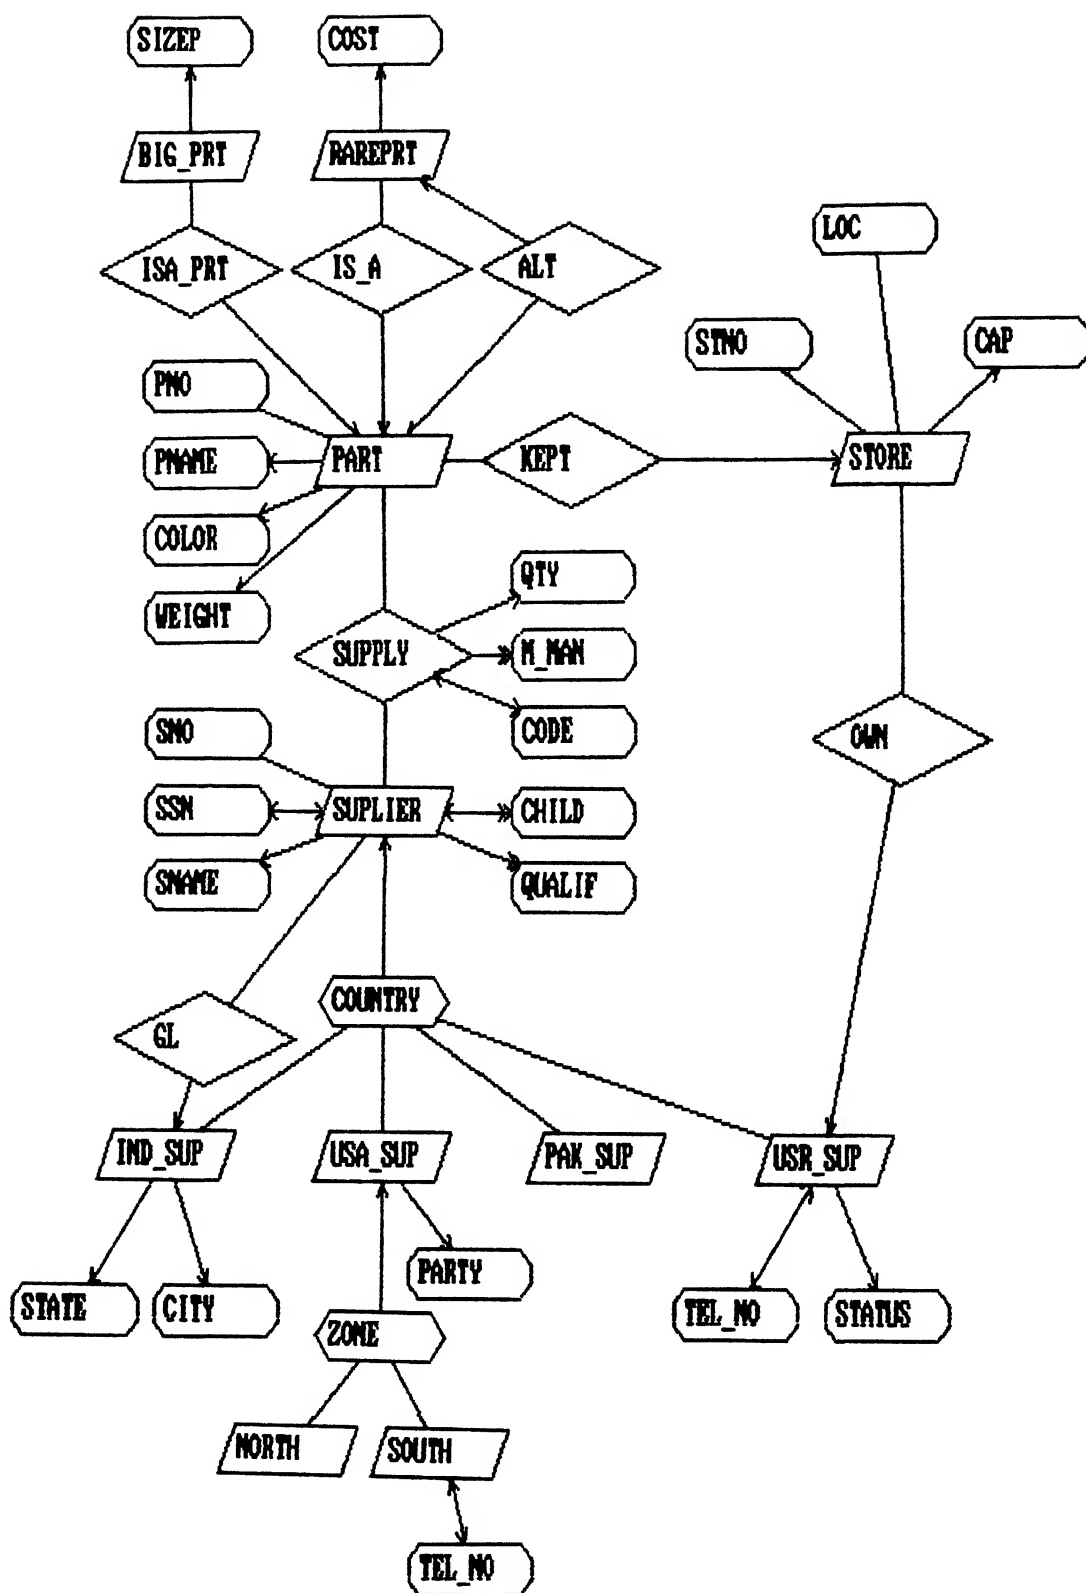 SIZEP
COST
BIG_PRT
RAREPRT
LOC
ISA_PRT
IS_A
ALT
STNO
CAP
PNO
PNAME
PART
KEPT
STORE
COLOR
QTY
WEIGHT
SUPPLY
M_MAN
SNO
CODE
OWN
SSN
SUPLIER
CHILD
SNAME
QUALIF
COUNTRY
GL
IND_SUP
USA_SUP
PAK_SUP
USR_SUP
PARTY
STATE
CITY
TEL_NO
STATUS
ZONE
NORTH
SOUTH
TEL_NO